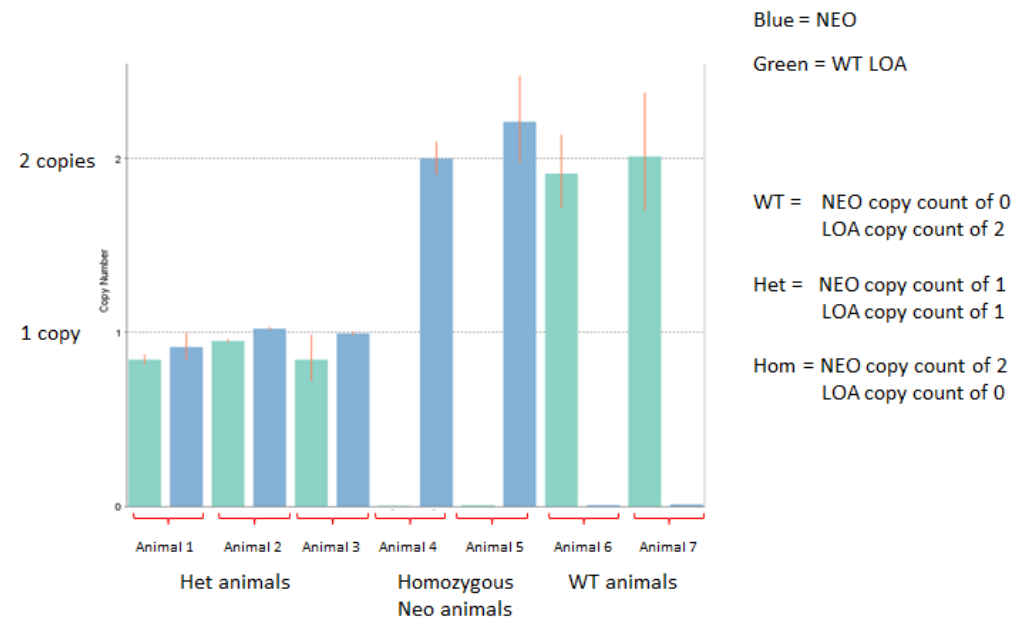 Blue = NEO
Green = WT LOA
2 copies
2
Copy Number
1 copy
1
0
WT = NEO copy count of 0
LOA copy count of 2
Het = NEO copy count of 1
LOA copy count of 1
Hom = NEO copy count of 2
LOA copy count of 0
Animal 1 Animal 2 Animal 3 Animal 4 Animal 5 Animal 6 Animal 7
Het animals
Homozygous
Neo animals
WT animals